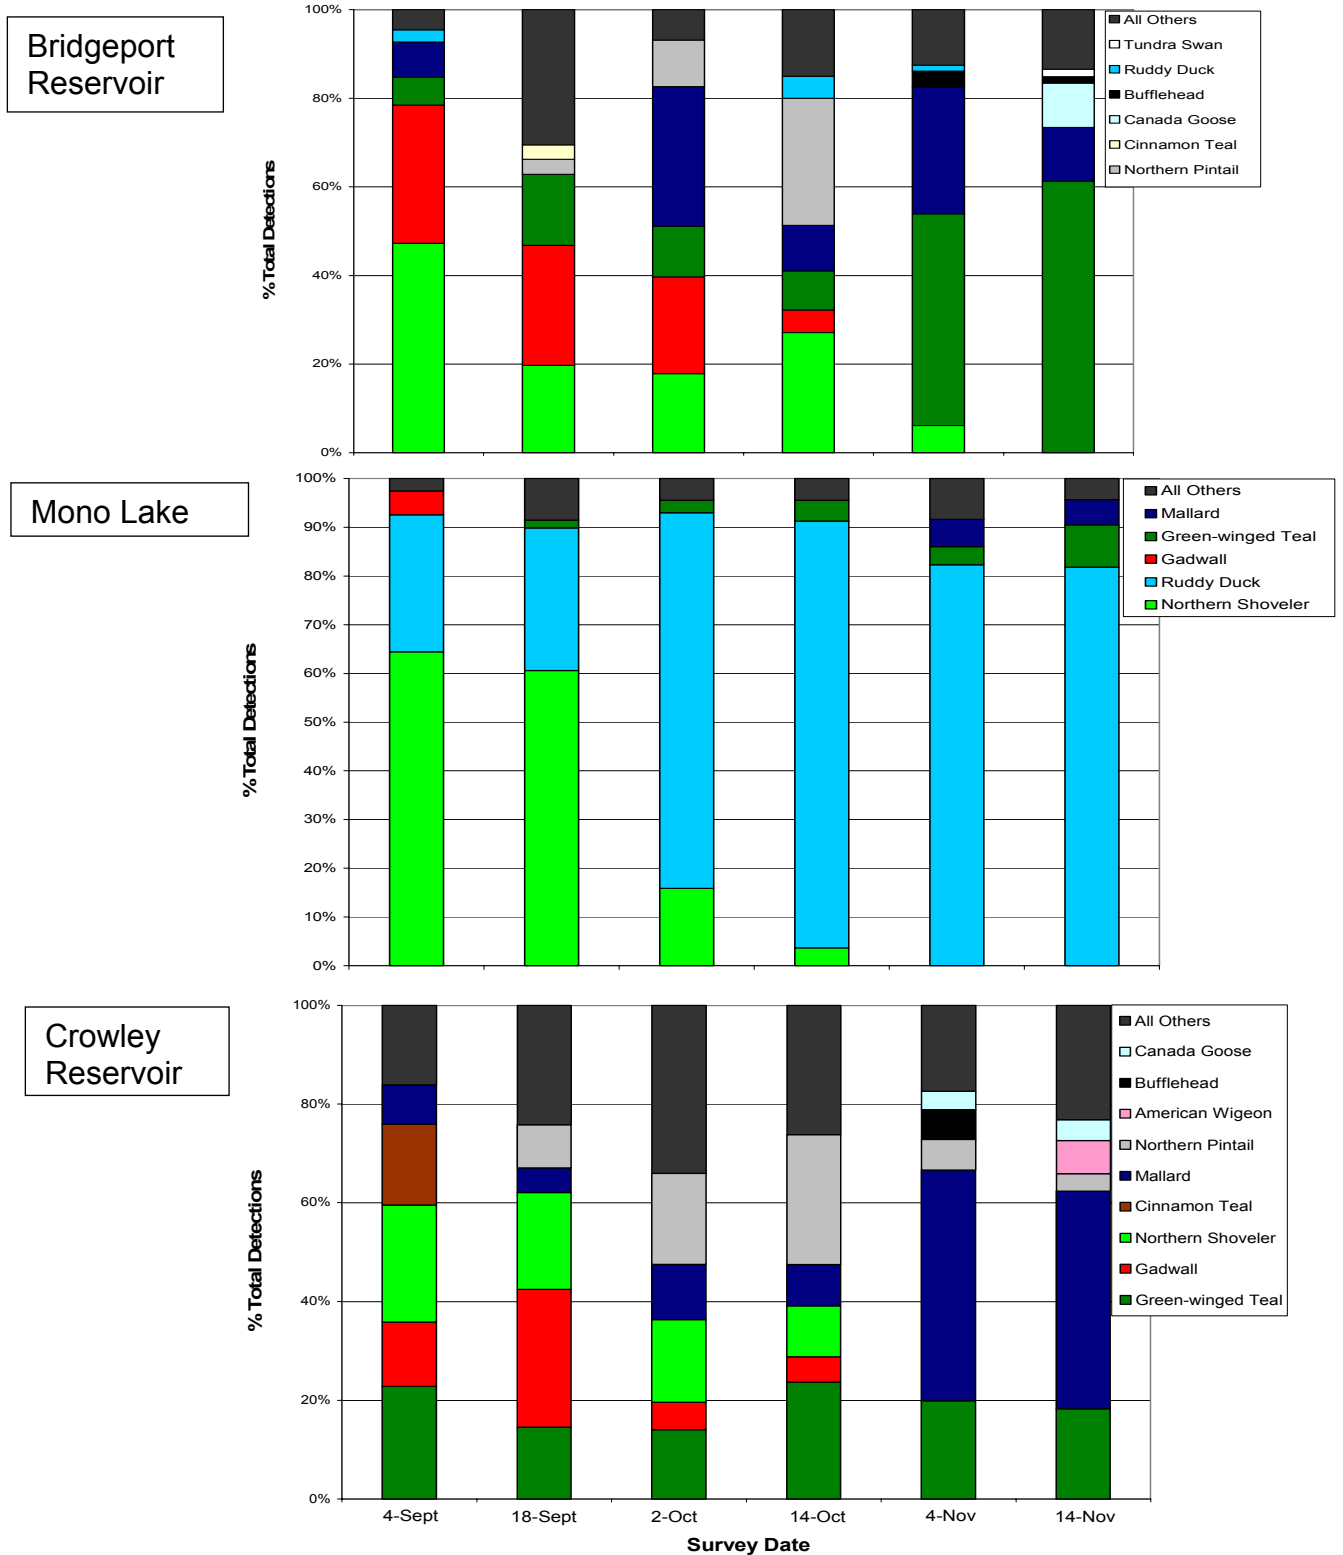 Bridgeport
Reservoir
% Total Detections
100%
80%
60%
40%
20%
0%
All Others
Tundra Swan
Ruddy Duck
Bufflehead
Canada Goose
Cinnamon Teal
Northern Pintail
Mono Lake
% Total Detections
100%
90%
80%
70%
60%
50%
40%
30%
20%
10%
0%
All Others
Mallard
Green-winged Teal
Gadwall
Ruddy Duck
Northern Shoveler
Crowley
Reservoir
% Total Detections
100%
80%
60%
40%
20%
0%
All Others
Canada Goose
Bufflehead
American Wigeon
Northern Pintail
Mallard
Cinnamon Teal
Northern Shoveler
Gadwall
Green-winged Teal
4-Sept 18-Sept 2-Oct 14-Oct 4-Nov 14-Nov
Survey Date